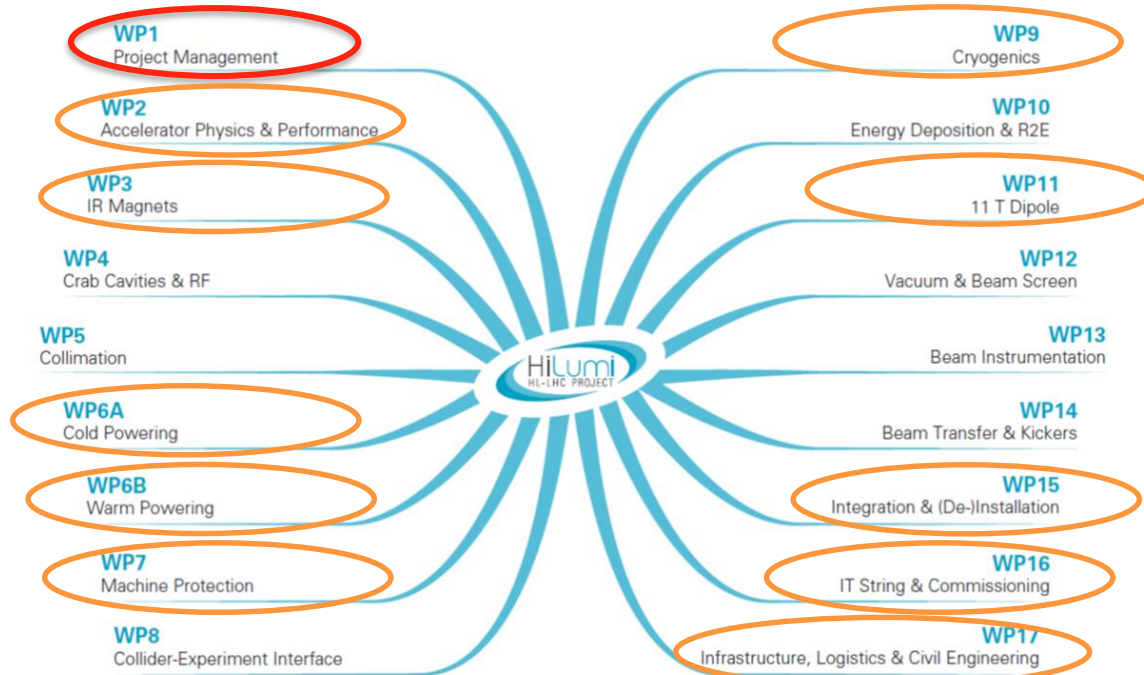 WP1
Project Management
WP2
Accelerator Physics & Performance
WP3
IR Magnets
WP4
Crab Cavities & RF
WP5
Collimation
WP6A
Cold Powering
WP6B
Warm Powering
WP7
Machine Protection
WP8
Collider-Experiment Interface
HiLumi
HL-LHC PROJECT
WP9
Cryogenics
WP10
Energy Deposition & R2E
WP11
11 T Dipole
WP12
Vacuum & Beam Screen
WP13
Beam Instrumentation
WP14
Beam Transfer & Kickers
WP15
Integration & (De-)Installation
WP16
IT String & Commissioning
WP17
Infrastructure, Logistics & Civil Engineering